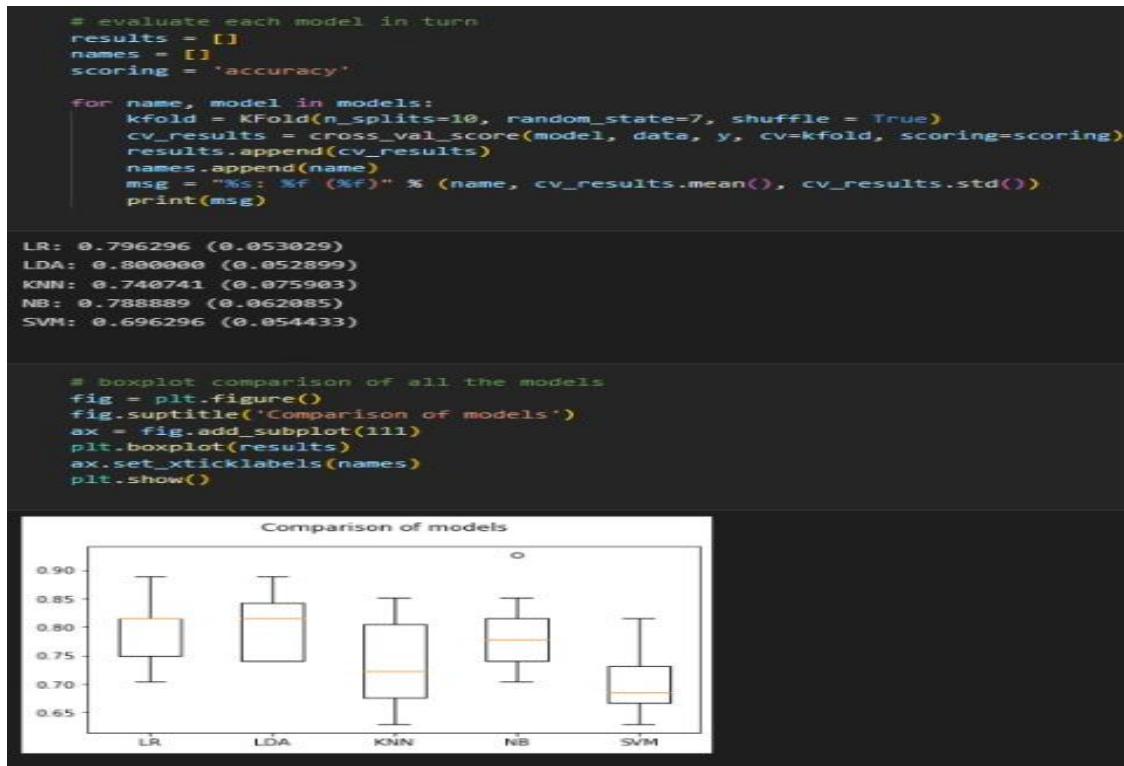 # evaluate each model in turn
results = []
names = []
scoring = 'accuracy'
for name, model in models:
kfold = KFold(n_splits=10, random_state=7, shuffle = True)
cv_results = cross_val_score(model, data, y, cv=kfold, scoring=scoring)
results.append(cv_results)
names.append(name)
msg = "%s: %f (%f)" % (name, cv_results.mean(), cv_results.std())
print(msg)
LR: 0.796296 (0.053029)
LDA: 0.800000 (0.052899)
KNN: 0.740741 (0.075903)
NB: 0.788889 (0.062085)
SVM: 0.696296 (0.054433)
# boxplot comparison of all the models
fig = plt.figure()
fig.suptitle('Comparison of models')
ax = fig.add_subplot(111)
plt.boxplot(results)
ax.set_xticklabels(names)
plt.show()
Comparison of models
0.90
0.85
0.80
0.75
0.70
0.65
LR LDA KNN NB SVM